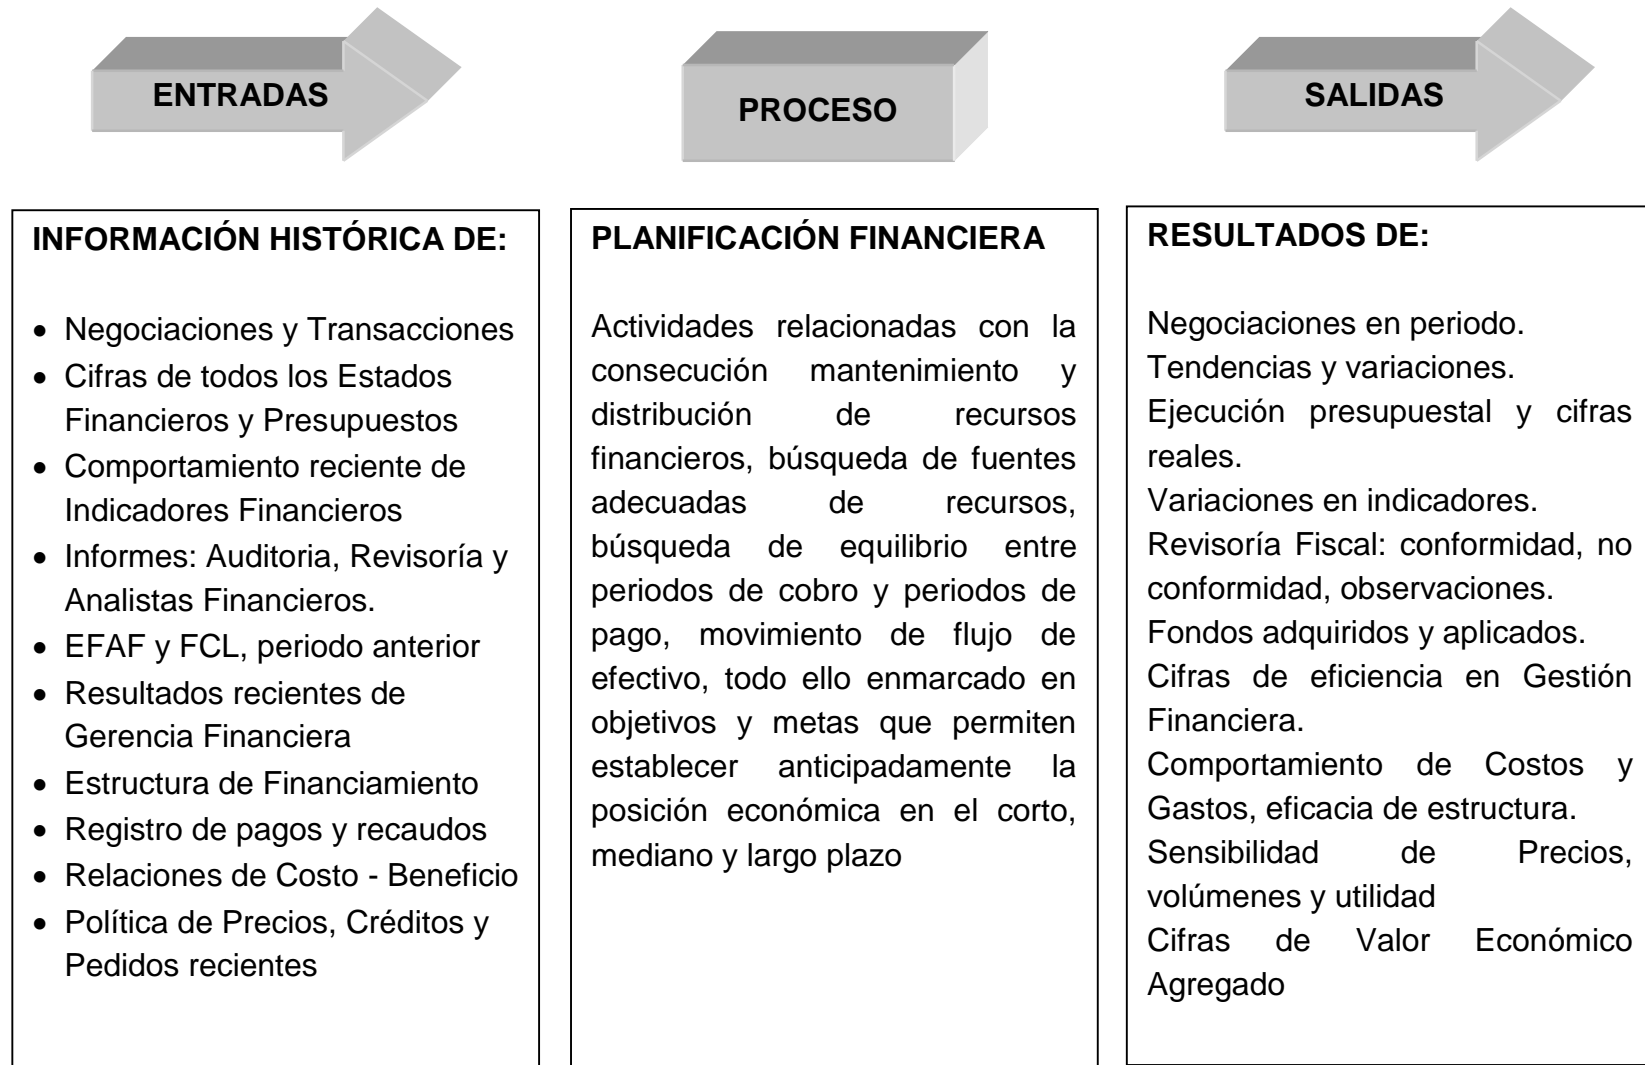 ENTRADAS
PROCESO
SALIDAS
INFORMACIÓN HISTÓRICA DE:
• Negociaciones y Transacciones
• Cifras de todos los Estados
Financieros y Presupuestos
• Comportamiento reciente de
Indicadores Financieros
• Informes: Auditoria, Revisoría y
Analistas Financieros.
• EFAF y FCL, periodo anterior
• Resultados recientes de
Gerencia Financiera
• Estructura de Financiamiento
• Registro de pagos y recaudos
• Relaciones de Costo - Beneficio
• Política de Precios, Créditos y
Pedidos recientes
PLANIFICACIÓN FINANCIERA
Actividades relacionadas con la
consecución mantenimiento y
distribución de recursos
financieros, búsqueda de fuentes
adecuadas de recursos,
búsqueda de equilibrio entre
periodos de cobro y periodos de
pago, movimiento de flujo de
efectivo, todo ello enmarcado en
objetivos y metas que permiten
establecer anticipadamente la
posición económica en el corto,
mediano y largo plazo
RESULTADOS DE:
Negociaciones en periodo.
Tendencias y variaciones.
Ejecución presupuestal y cifras
reales.
Variaciones en indicadores.
Revisoría Fiscal: conformidad, no
conformidad, observaciones.
Fondos adquiridos y aplicados.
Cifras de eficiencia en Gestión
Financiera.
Comportamiento de Costos y
Gastos, eficacia de estructura.
Sensibilidad de Precios,
volúmenes y utilidad
Cifras de Valor Económico
Agregado